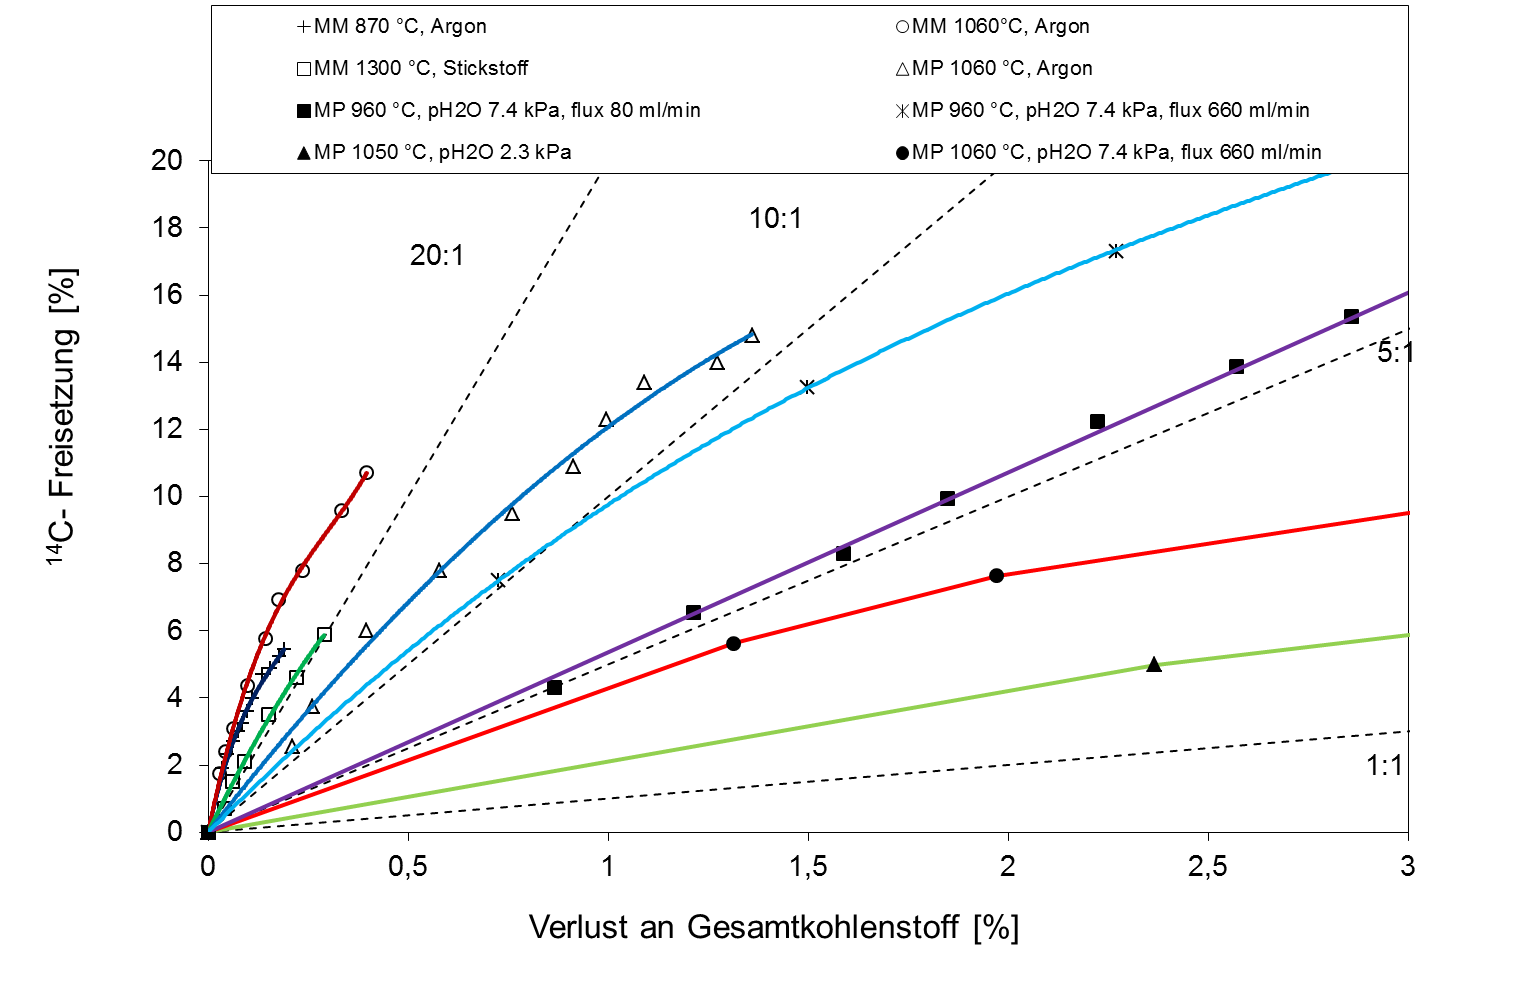 MM 870 °C, Argon
MM 1060°C, Argon
MM 1300 °C, Stickstoff
MP 1060 °C, Argon
MP 960 °C, pH2O 7.4 kPa, flux 80 ml/min
MP 960 °C, pH2O 7.4 kPa, flux 660 ml/min
MP 1050 °C, pH2O 2.3 kPa
MP 1060 °C, pH2O 7.4 kPa, flux 660 ml/min
20
18
16
14
12
10
8
6
4
2
0
20:1
10:1
5:1
1:1
14C- Freisetzung [%]
0
0,5
1
1,5
2
2,5
3
Verlust an Gesamtkohlenstoff [%]